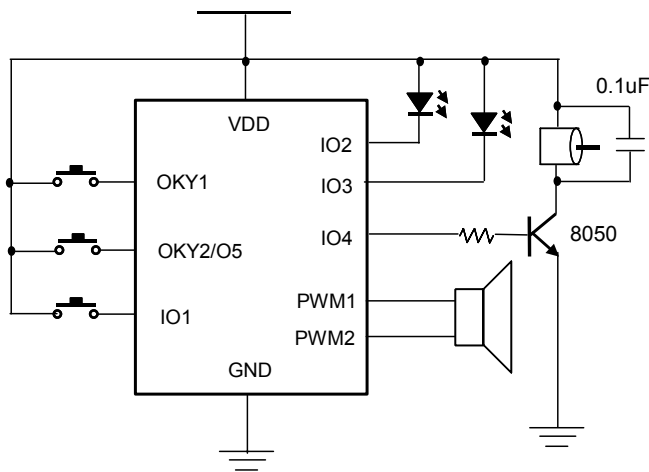 0.1uF
VDD
IO2
OKY1
IO3
IO4
8050
OKY2/O5
PWM1
IO1
PWM2
GND